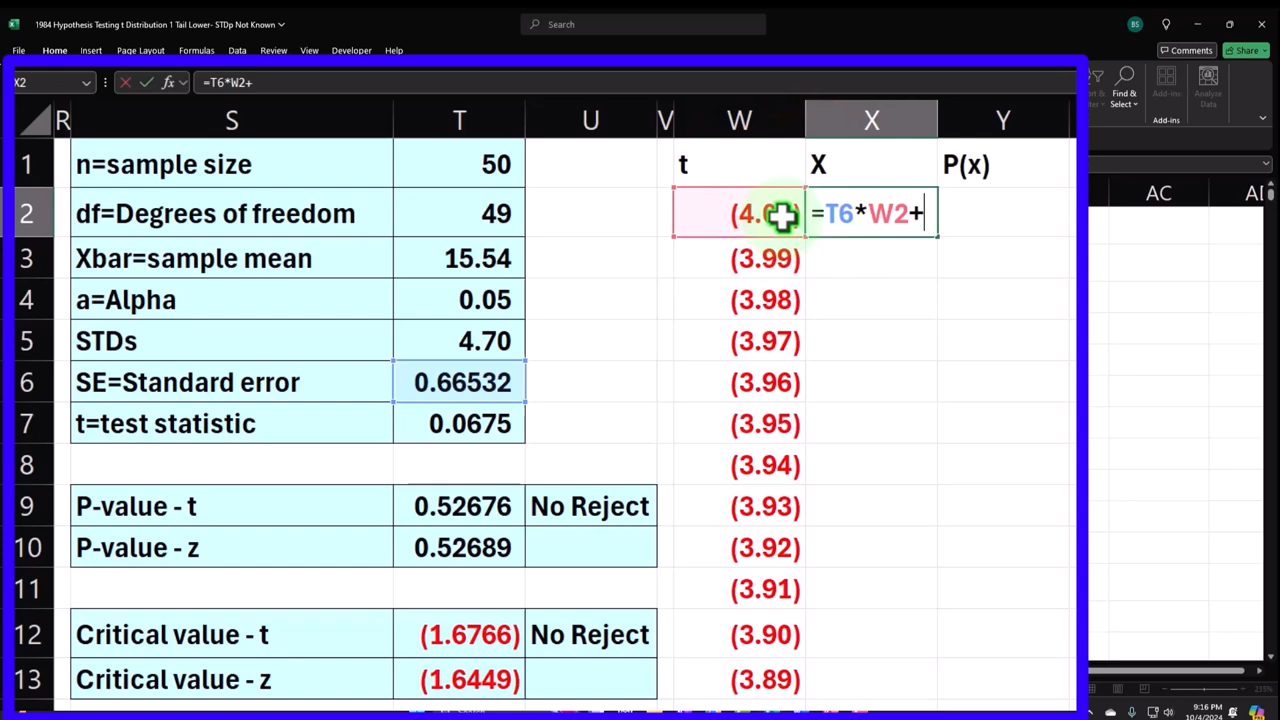 1984 Hypothesis Testing t Distribution 1 Tail Lower- STDp Not Known
Search
BS
File Home Insert Page Layout Formulas Data Review View Developer Help
Comments Share
Find & Select
Add-ins
Analyse Data
Add-ins
X2 fx =T6*W2+
R S T U V W X Y
AC
1 n=sample size 50 t X P(x)
2 df=Degrees of freedom 49 =T6*W2+
3 Xbar=sample mean 15.54 (3.99)
4 a=Alpha 0.05 (3.98)
5 STDs 4.70 (3.97)
6 SE=Standard error 0.66532 (3.96)
7 t=test statistic 0.0675 (3.95)
8 (3.94)
9 P-value - t 0.52676 No Reject (3.93)
10 P-value - z 0.52689 (3.92)
11 (3.91)
12 Critical value - t (1.6766) No Reject (3.90)
13 Critical value - z (1.6449) (3.89)
9:16 PM
10/4/2024